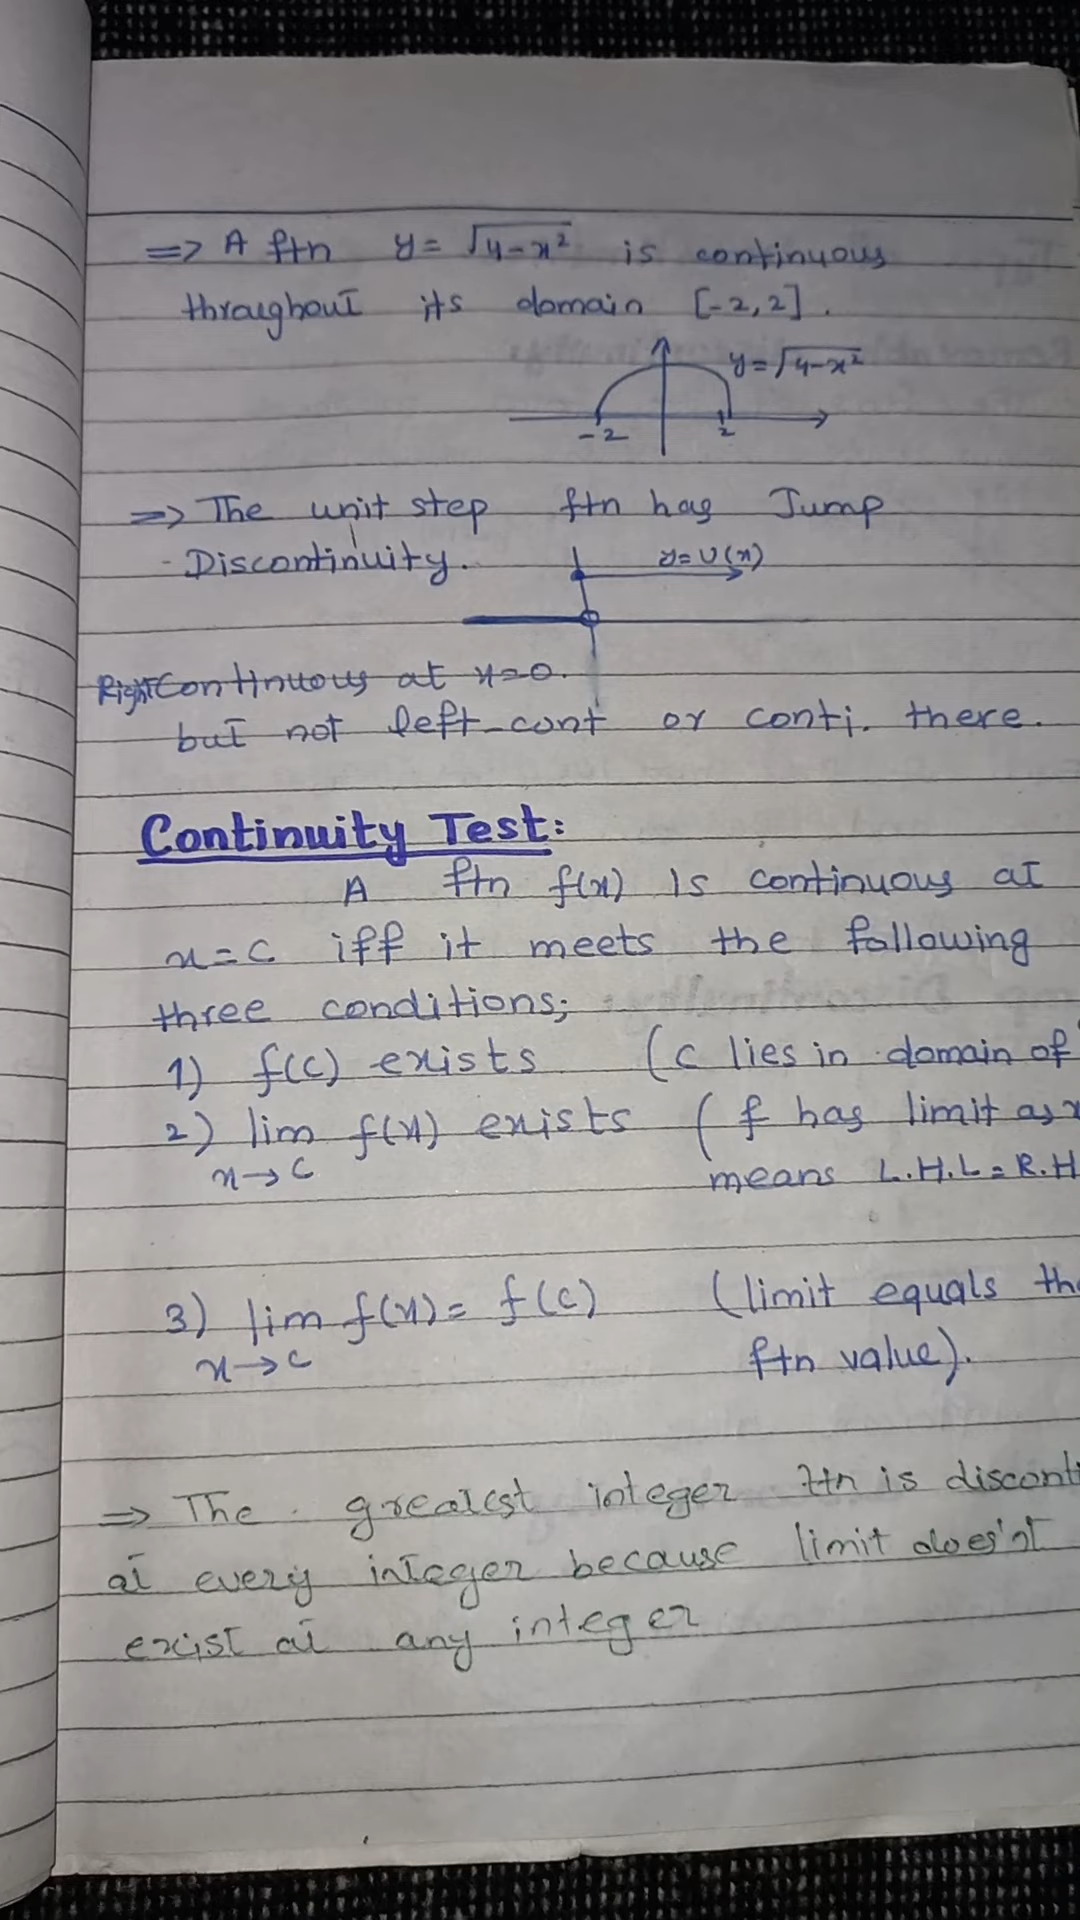 => A ftn y = √4-x² is continuous
throughout its domain [-2,2].
y=√4-x²
-2 2
=> The unit step ftn has Jump
- Discontinuity.
y=U(x)
Right Continuous at x=0.
but not left-cont or conti. there.
Continuity Test:
A ftn f(x) is continuous at
x=c iff it meets the following
three conditions;
1) f(c) exists (c lies in domain of
2) lim f(x) exists (f has limit as x
x→c means L.H.L=R.H
3) lim f(x) = f(c) (limit equals the
x→c ftn value).
=> The greatest integer ftn is disconti
at every integer because limit does'nt
exist at any integer